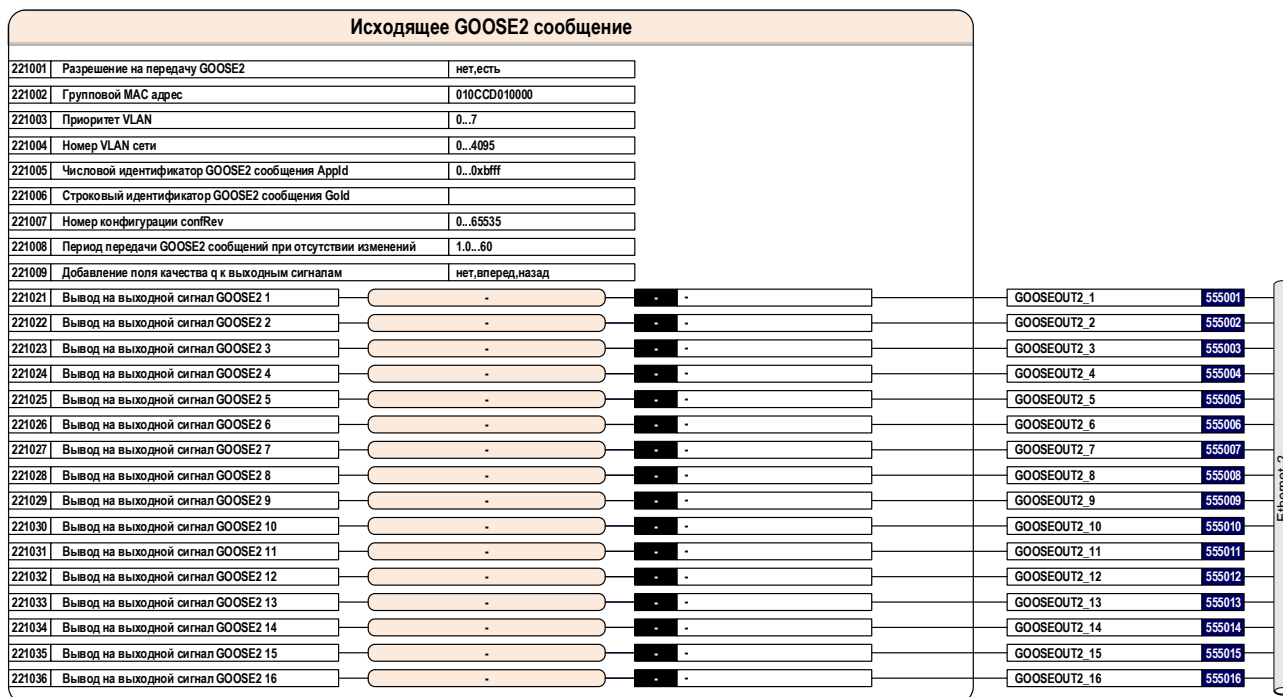 Исходящее GOOSE2 сообщение
221001 Разрешение на передачу GOOSE2 нет,есть
221002 Групповой MAC адрес 010CCD010000
221003 Приоритет VLAN 0...7
221004 Номер VLAN сети 0...4095
221005 Числовой идентификатор GOOSE2 сообщения AppId 0...0xbfff
221006 Строковый идентификатор GOOSE2 сообщения GoId
221007 Номер конфигурации confRev 0...65535
221008 Период передачи GOOSE2 сообщений при отсутствии изменений 1.0...60
221009 Добавление поля качества q к выходным сигналам нет,вперед,назад
221021 Вывод на выходной сигнал GOOSE2 1 - - - GOOSEOUT2_1 555001
221022 Вывод на выходной сигнал GOOSE2 2 - - - GOOSEOUT2_2 555002
221023 Вывод на выходной сигнал GOOSE2 3 - - - GOOSEOUT2_3 555003
221024 Вывод на выходной сигнал GOOSE2 4 - - - GOOSEOUT2_4 555004
221025 Вывод на выходной сигнал GOOSE2 5 - - - GOOSEOUT2_5 555005
221026 Вывод на выходной сигнал GOOSE2 6 - - - GOOSEOUT2_6 555006
221027 Вывод на выходной сигнал GOOSE2 7 - - - GOOSEOUT2_7 555007
221028 Вывод на выходной сигнал GOOSE2 8 - - - GOOSEOUT2_8 555008
221029 Вывод на выходной сигнал GOOSE2 9 - - - GOOSEOUT2_9 555009
221030 Вывод на выходной сигнал GOOSE2 10 - - - GOOSEOUT2_10 555010
221031 Вывод на выходной сигнал GOOSE2 11 - - - GOOSEOUT2_11 555011
221032 Вывод на выходной сигнал GOOSE2 12 - - - GOOSEOUT2_12 555012
221033 Вывод на выходной сигнал GOOSE2 13 - - - GOOSEOUT2_13 555013
221034 Вывод на выходной сигнал GOOSE2 14 - - - GOOSEOUT2_14 555014
221035 Вывод на выходной сигнал GOOSE2 15 - - - GOOSEOUT2_15 555015
221036 Вывод на выходной сигнал GOOSE2 16 - - - GOOSEOUT2_16 555016
Ethernet 2